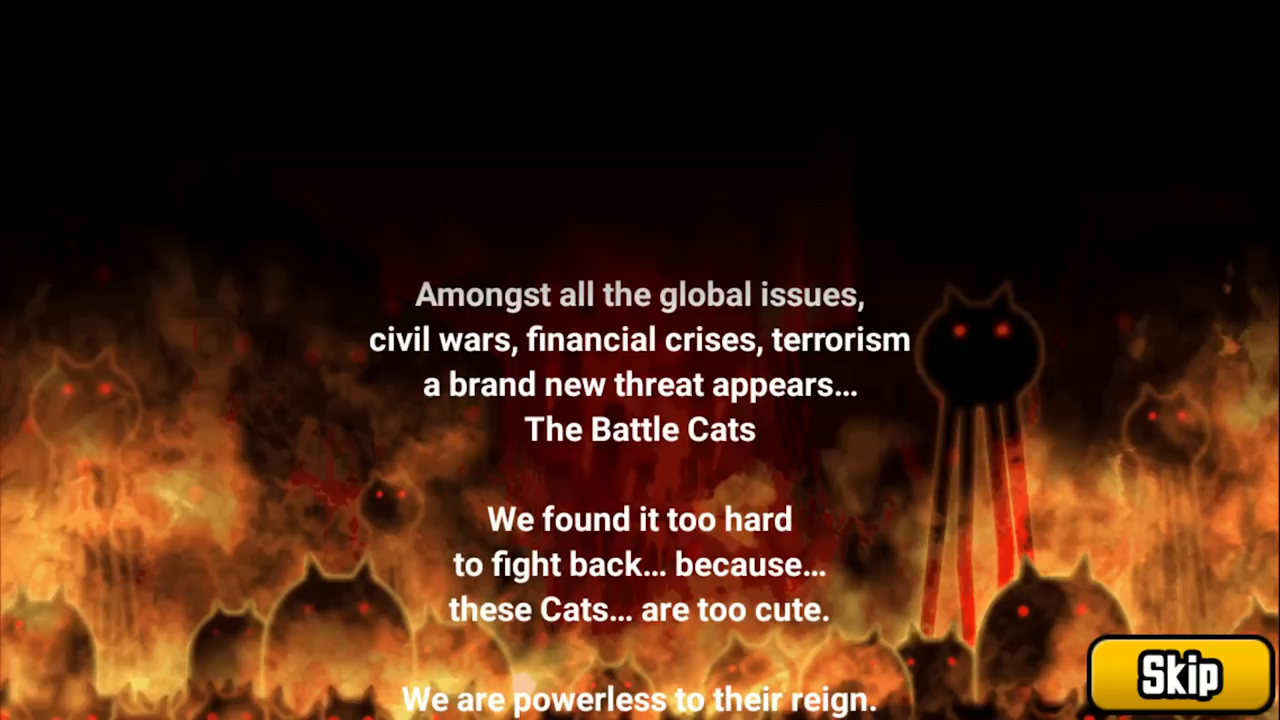 Amongst all the global issues,
civil wars, financial crises, terrorism
a brand new threat appears...
The Battle Cats
We found it too hard
to fight back... because...
these Cats... are too cute.
We are powerless to their reign.
Skip